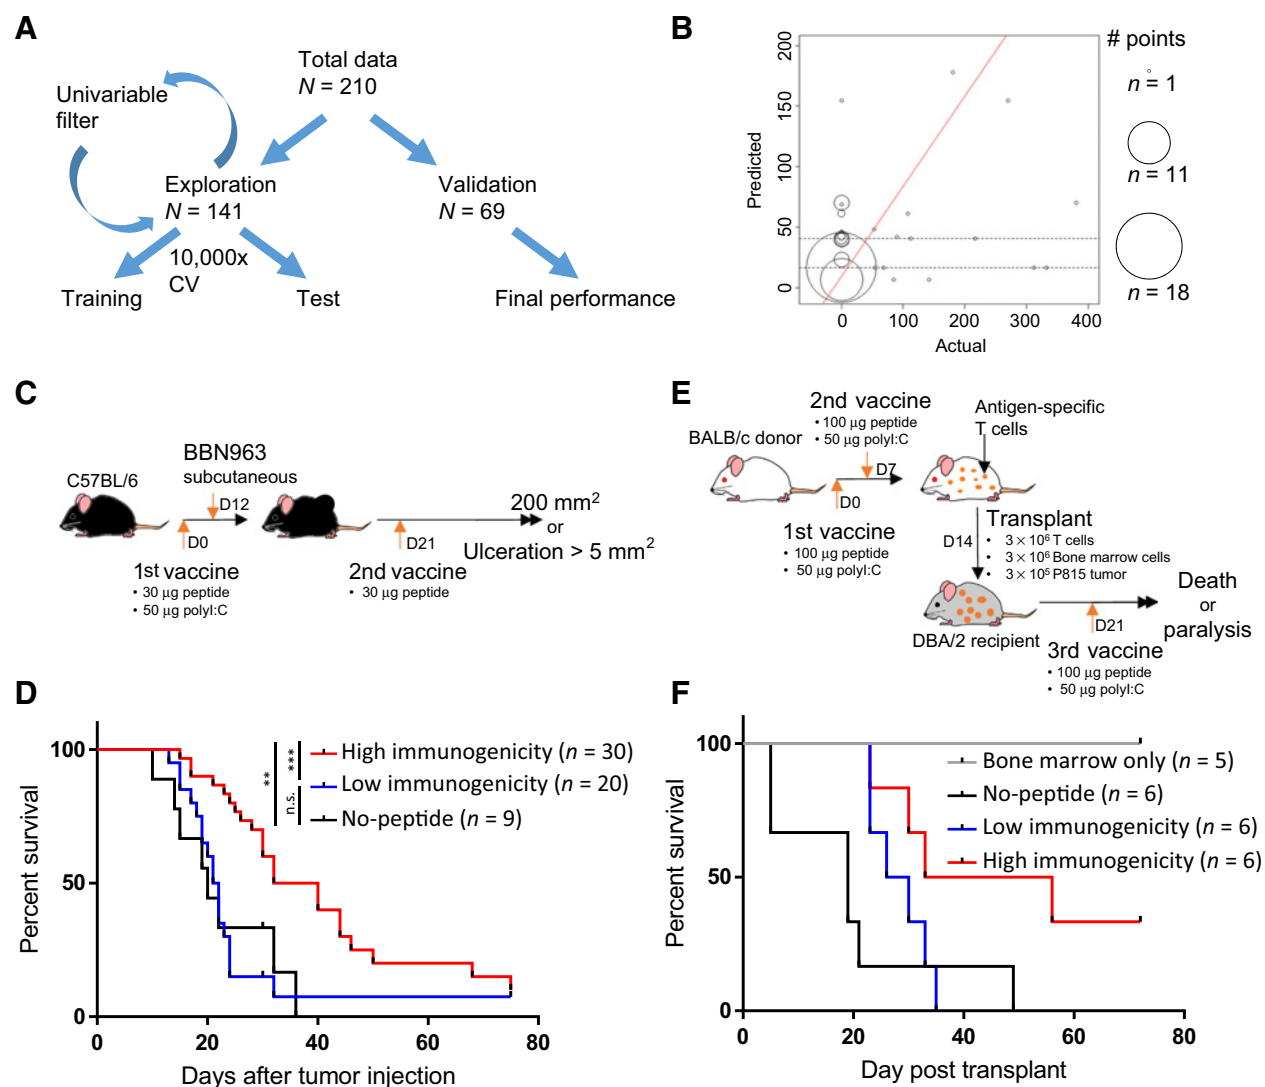 A
Total data
N = 210
Univariable
filter
Exploration
N = 141
Validation
N = 69
10,000x
CV
Training
Test
Final performance
B
# points
n = 1
n = 11
n = 18
Predicted
0
50
100
150
200
0
100
200
300
400
Actual
C
C57BL/6
BBN963
subcutaneous
D12
D0
1st vaccine
• 30 µg peptide
• 50 µg polyI:C
D21
2nd vaccine
• 30 µg peptide
200 mm²
or
Ulceration > 5 mm²
E
BALB/c donor
2nd vaccine
• 100 µg peptide
• 50 µg polyI:C
D7
D0
1st vaccine
• 100 µg peptide
• 50 µg polyI:C
Antigen-specific
T cells
D14
Transplant
• 3 × 10⁶ T cells
• 3 × 10⁶ Bone marrow cells
• 3 × 10⁵ P815 tumor
DBA/2 recipient
D21
3rd vaccine
• 100 µg peptide
• 50 µg polyI:C
Death
or
paralysis
D
Percent survival
100
50
0
** *** n.s.
High immunogenicity (n = 30)
Low immunogenicity (n = 20)
No-peptide (n = 9)
0 20 40 60 80
Days after tumor injection
F
Percent survival
100
50
0
Bone marrow only (n = 5)
No-peptide (n = 6)
Low immunogenicity (n = 6)
High immunogenicity (n = 6)
0 20 40 60 80
Day post transplant